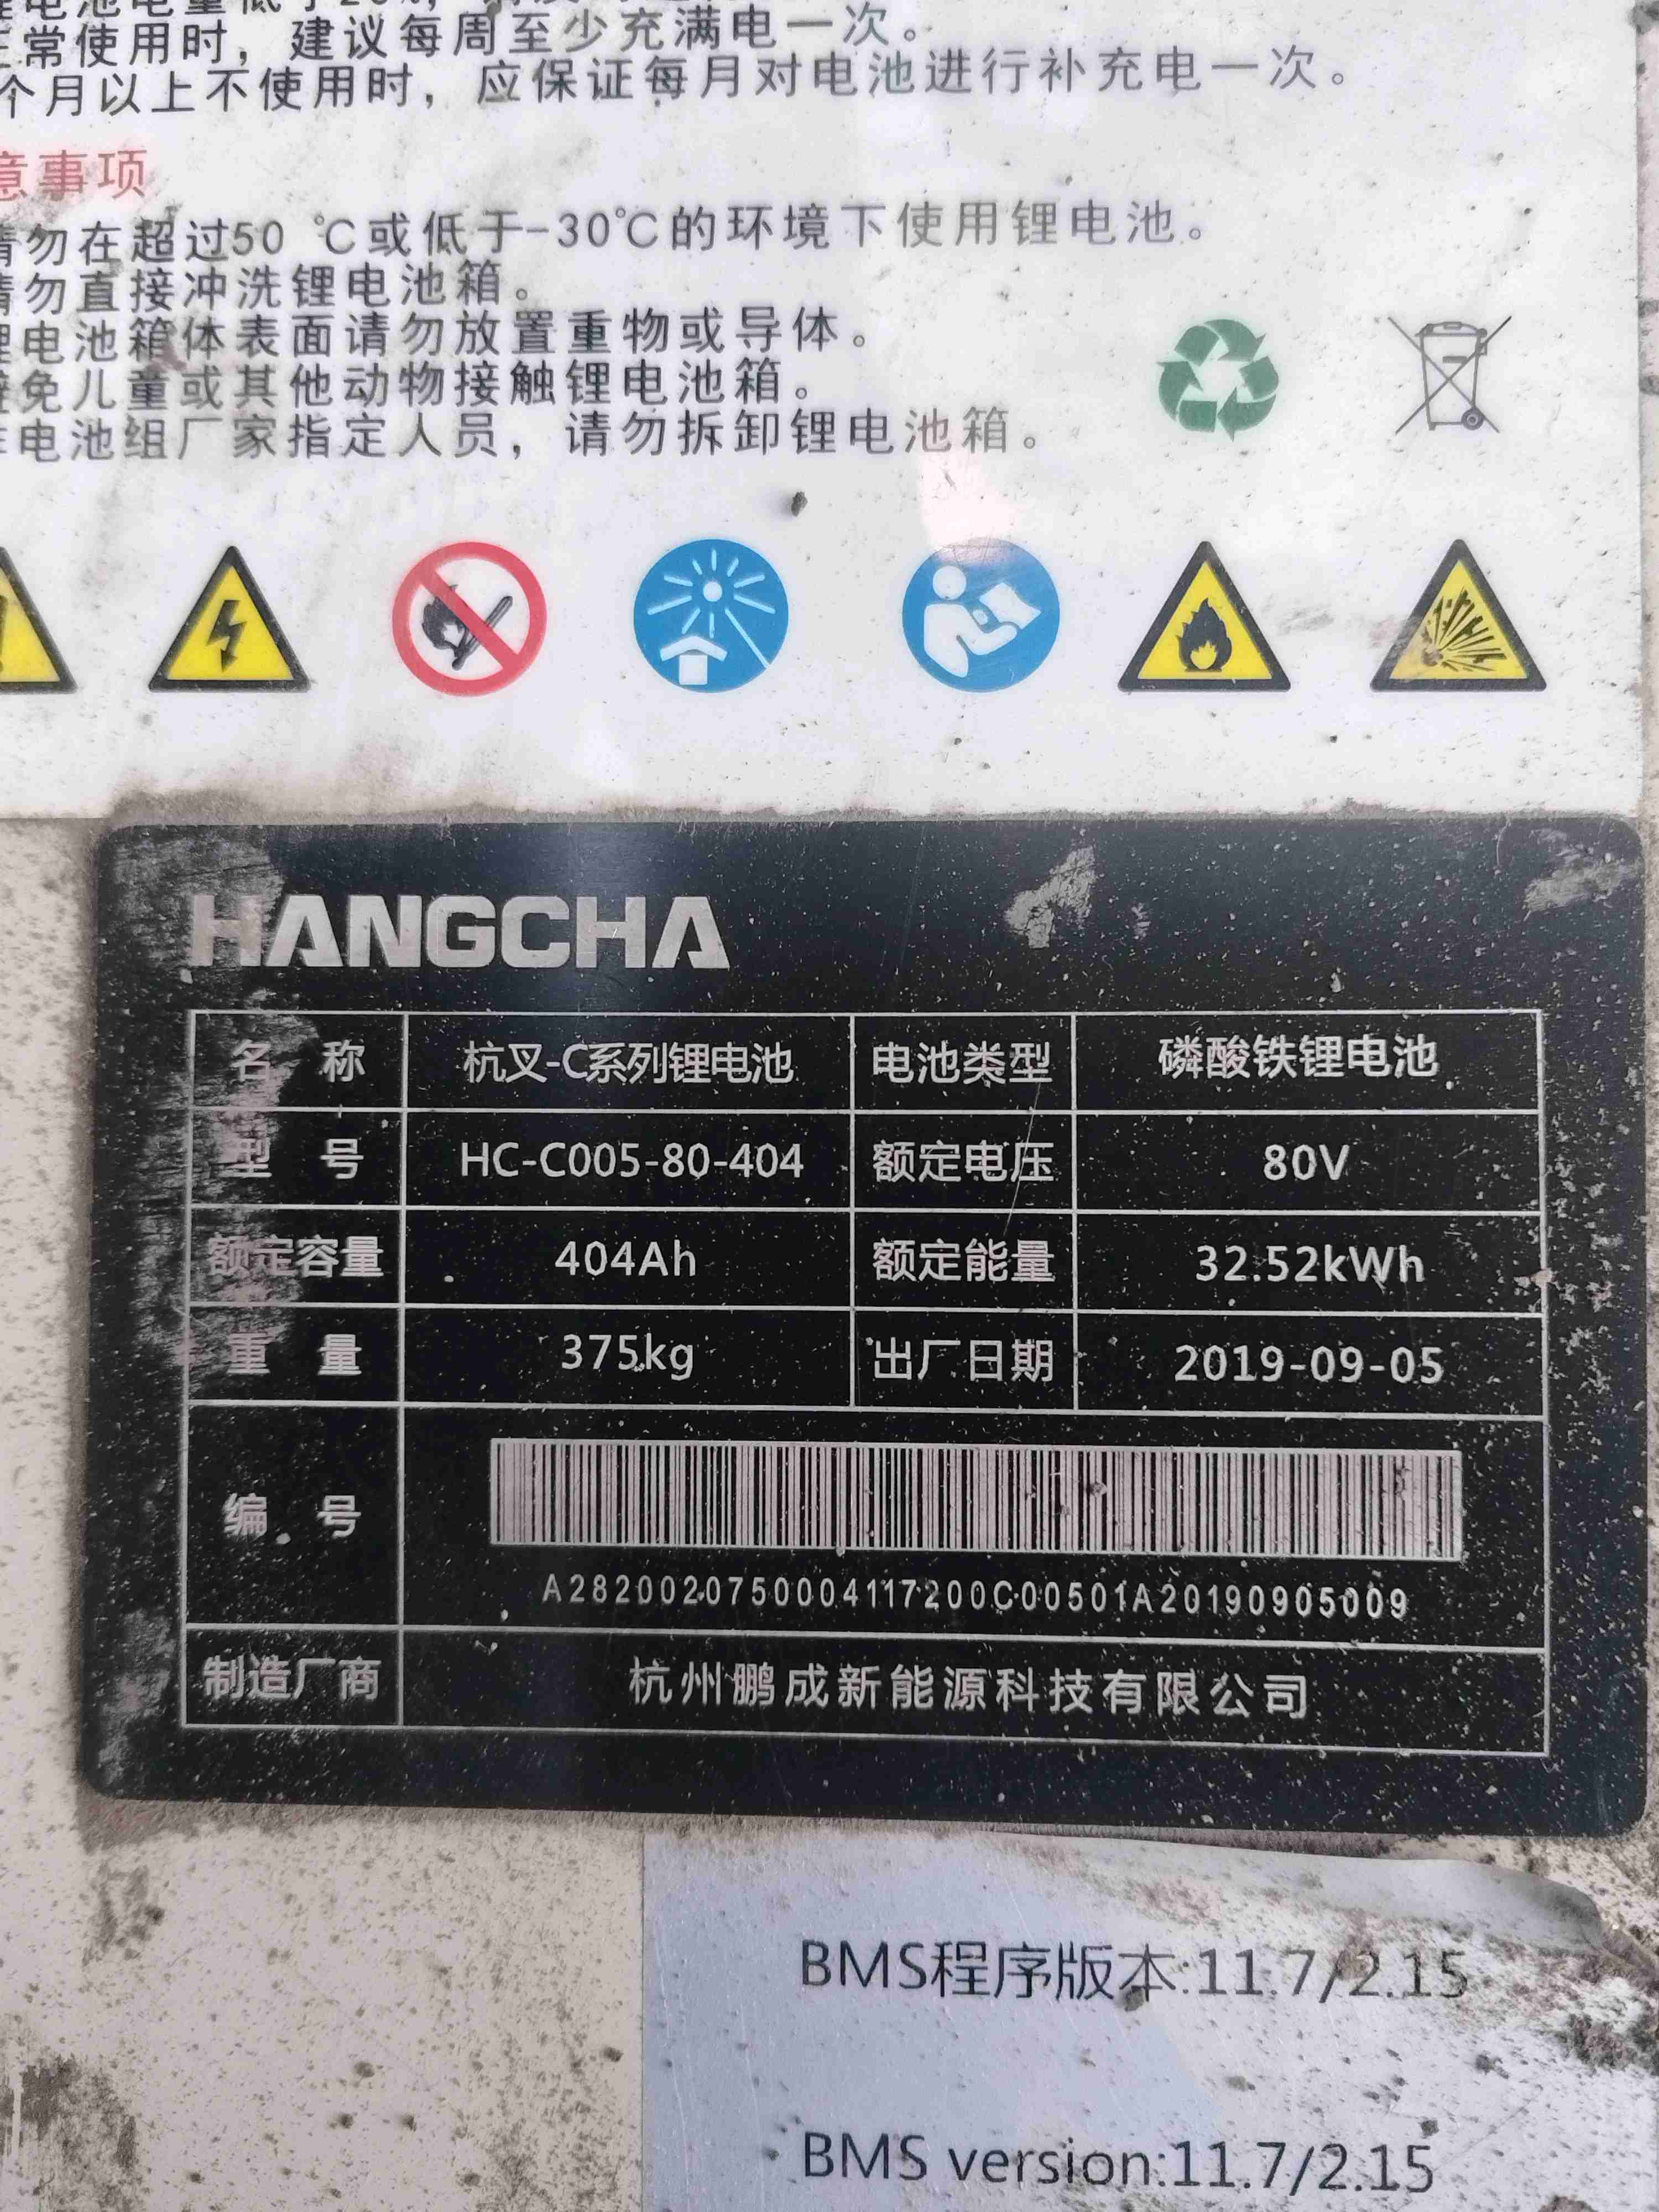 常使用时，建议每周至少充满电一次。
个月以上不使用时，应保证每月对电池进行补充电一次。
意事项
请勿在超过50 ℃或低于-30℃的环境下使用锂电池。
请勿直接冲洗锂电池箱。
锂电池箱体表面请勿放置重物或导体。
避免儿童或其他动物接触锂电池箱。
电池组厂家指定人员，请勿拆卸锂电池箱。
HANGCHA
名 称 杭叉-C系列锂电池 电池类型 磷酸铁锂电池
型 号 HC-C005-80-404 额定电压 80V
额定容量 404Ah 额定能量 32.52kWh
重 量 375kg 出厂日期 2019-09-05
编 号
A2820020750004117200C00501A20190905009
制造厂商 杭州鹏成新能源科技有限公司
BMS程序版本:11.7/2.15
BMS version:11.7/2.15